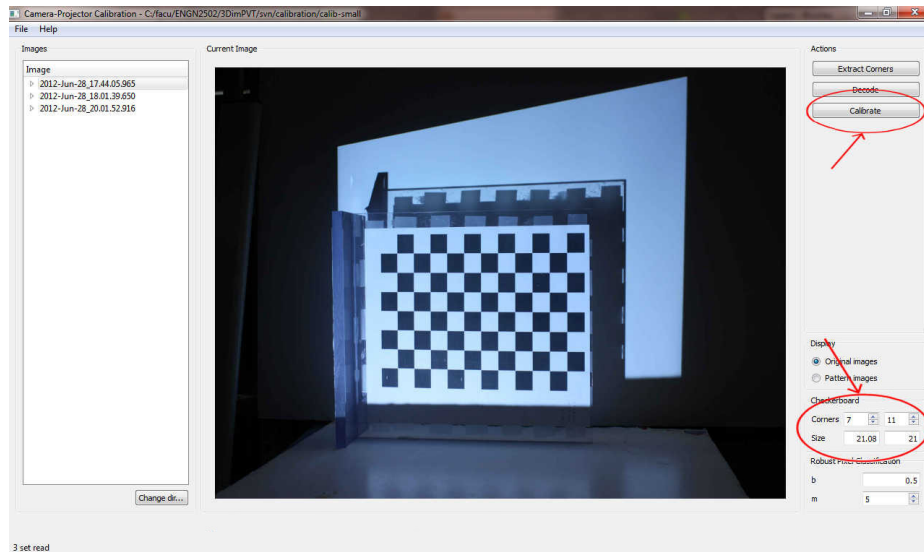 Camera-Projector Calibration - C:/facu/ENGN2502/3DimPVT/svn/calibration/calib-small
File Help
Images
Image
2012-Jun-28_17.44.05.965
2012-Jun-28_18.01.39.650
2012-Jun-28_20.01.52.916
Change dir...
Current Image
Actions
Extract Corners
Decode
Calibrate
Display
Original images
Pattern images
Checkerboard
Corners 7 11
Size 21.08 21
Robust Pixel Classification
b 0.5
m 5
3 set read